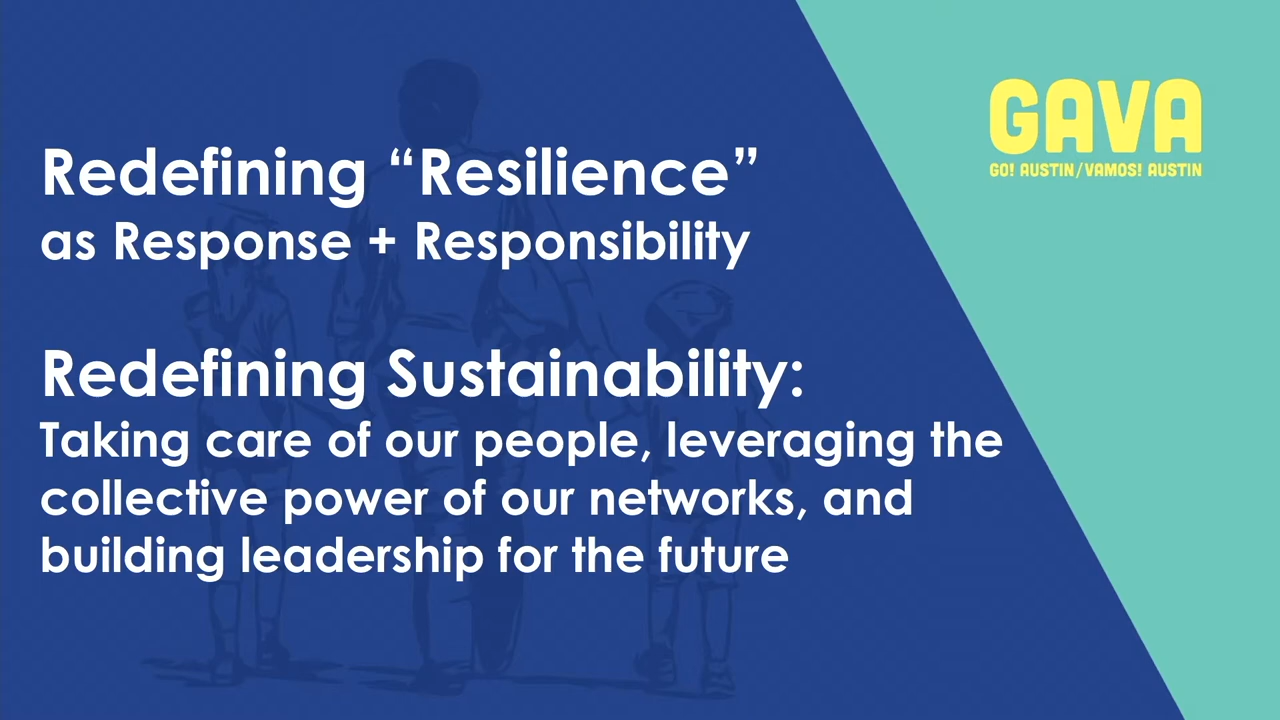 Redefining “Resilience”
as Response + Responsibility
Redefining Sustainability:
Taking care of our people, leveraging the
collective power of our networks, and
building leadership for the future
GAVA
GO! AUSTIN/VAMOS! AUSTIN